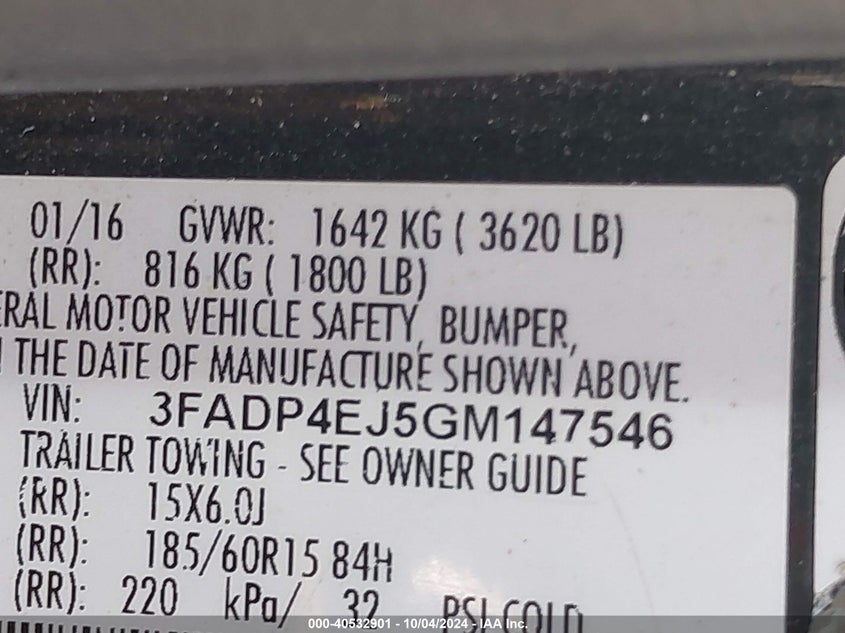 01/16 GVWR: 1642 KG ( 3620 LB)
(RR): 816 KG ( 1800 LB)
ERAL MOTOR VEHICLE SAFETY, BUMPER,
THE DATE OF MANUFACTURE SHOWN ABOVE.
VIN: 3FADP4EJ5GM147546
TRAILER TOWING - SEE OWNER GUIDE
(RR): 15X6.0J
(RR): 185/60R15 84H
(RR): 220 kPa/ 32 PSI COLD
000-40532901 - 10/04/2024 - IAA Inc.